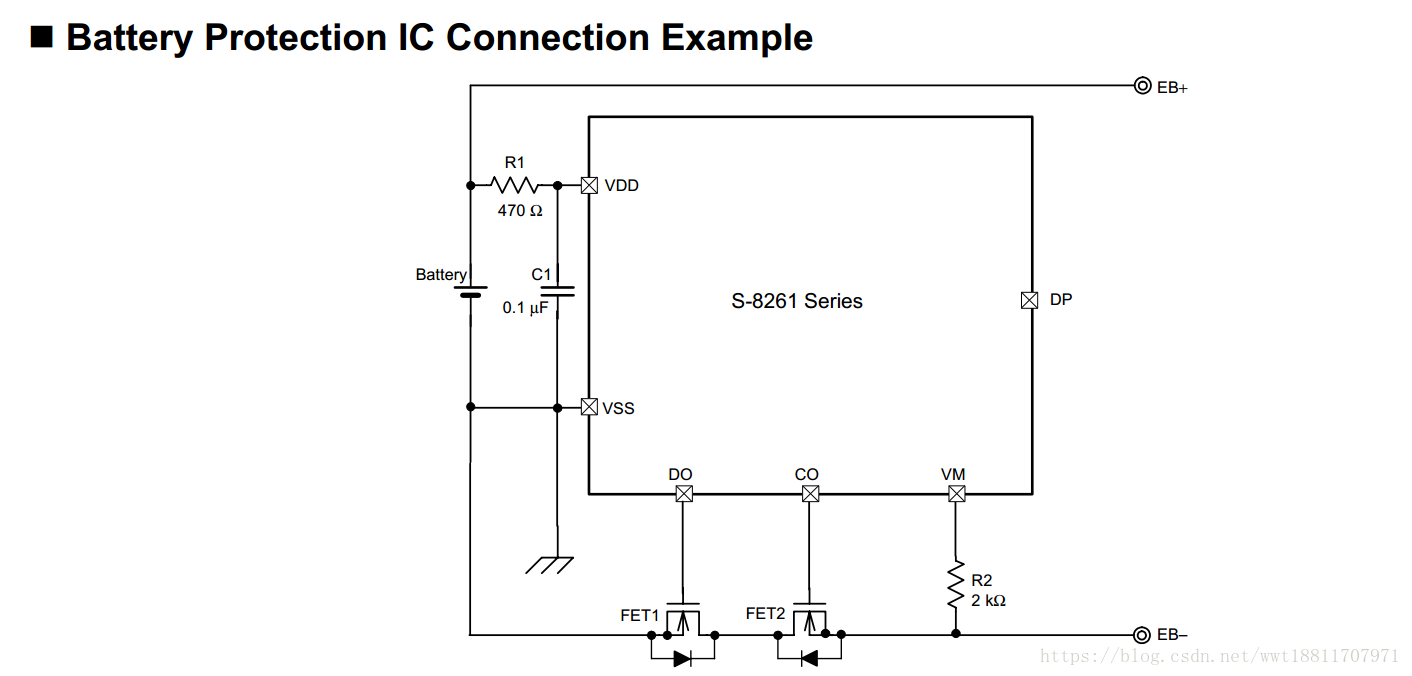 ■ Battery Protection IC Connection Example
EB+
R1
VDD
470 Ω
Battery
C1
0.1 μF
S-8261 Series
DP
VSS
DO
CO
VM
R2
2 kΩ
FET1
FET2
EB−
https://blog.csdn.net/wwt18811707971